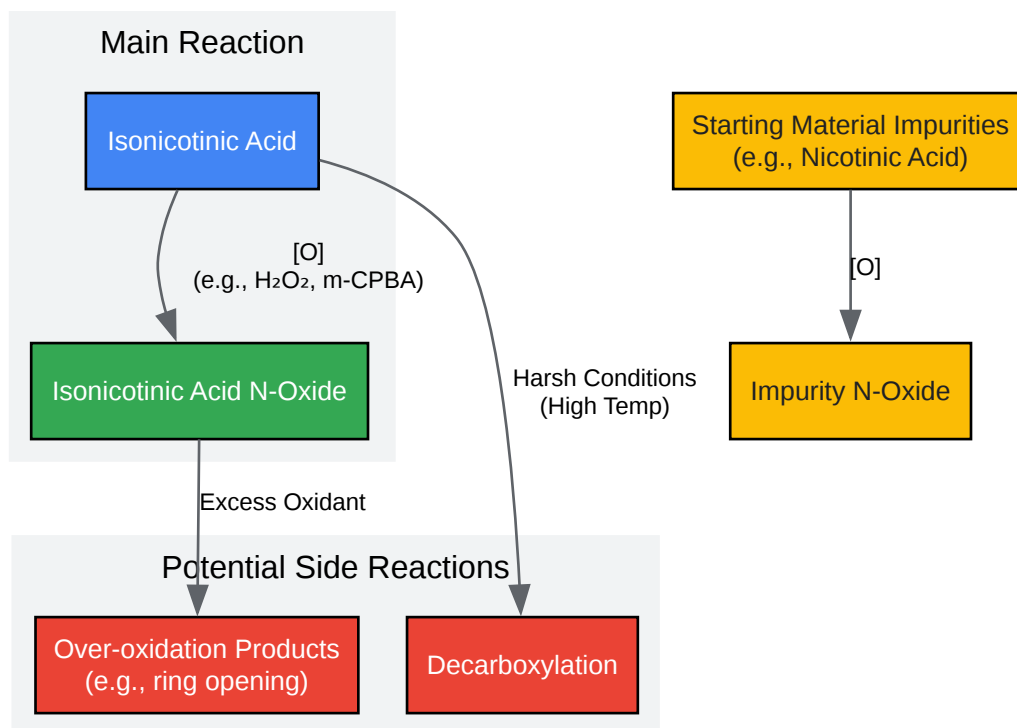 Main Reaction
Isonicotinic Acid
Starting Material Impurities
(e.g., Nicotinic Acid)
[O]
(e.g., H₂O₂, m-CPBA)
[O]
Isonicotinic Acid N-Oxide
Harsh Conditions
(High Temp)
Impurity N-Oxide
Excess Oxidant
Potential Side Reactions
Over-oxidation Products
(e.g., ring opening)
Decarboxylation